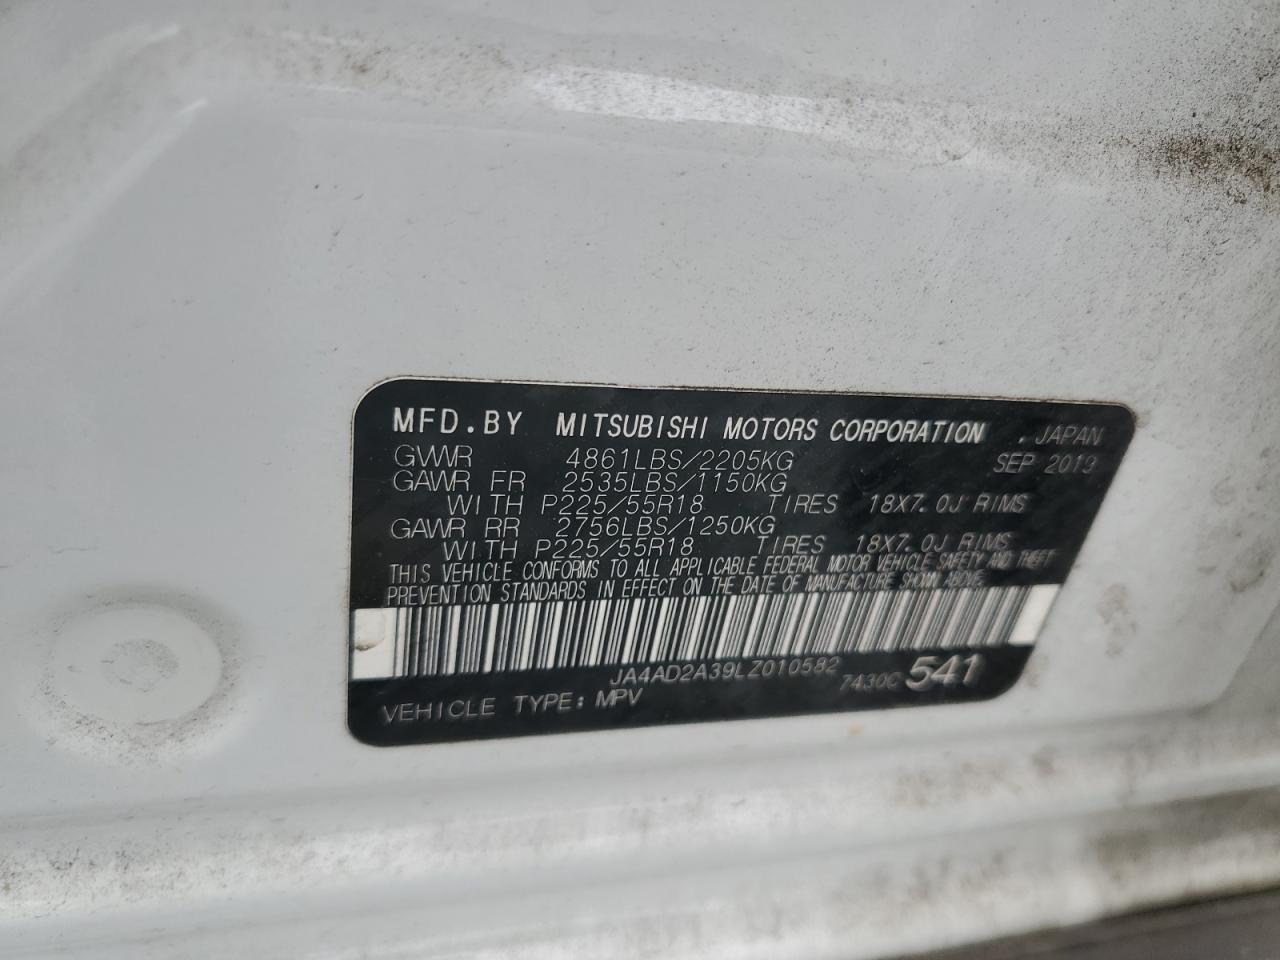 MFD.BY MITSUBISHI MOTORS CORPORATION . JAPAN
GVWR 4861LBS/2205KG SEP 2019
GAWR FR 2535LBS/1150KG
WITH P225/55R18 TIRES 18X7.0J RIMS
GAWR RR 2756LBS/1250KG
WITH P225/55R18 TIRES 18X7.0J RIMS
THIS VEHICLE CONFORMS TO ALL APPLICABLE FEDERAL MOTOR VEHICLE SAFETY AND THEFT
PREVENTION STANDARDS IN EFFECT ON THE DATE OF MANUFACTURE SHOWN ABOVE.
JA4AD2A39LZ010582 7430C 541
VEHICLE TYPE: MPV